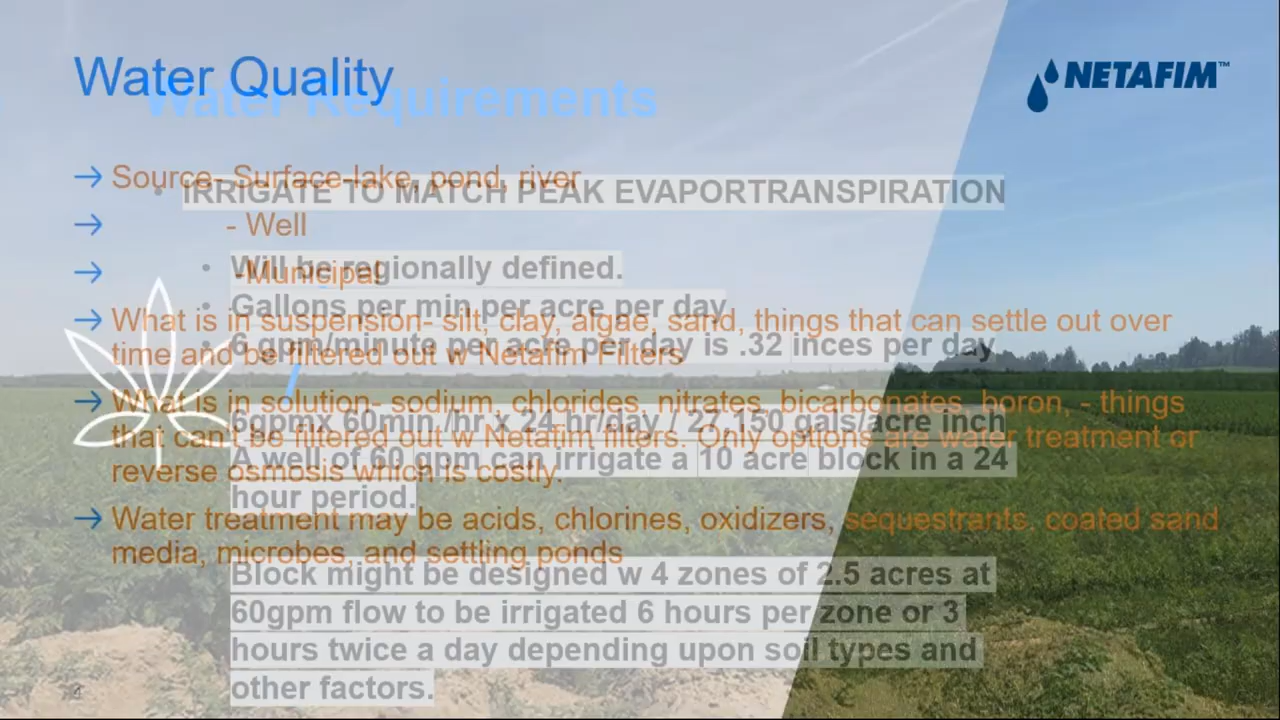 Water Quality
NETAFIM™
Water Requirements
→ Source- Surface-lake, pond, river
→ - Well
→ -Municipal
→ What is in suspension- silt, clay, algae, sand, things that can settle out over
time and be filtered out w Netafim Filters
→ What is in solution- sodium, chlorides, nitrates, bicarbonates, boron, - things
that can't be filtered out w Netafim filters. Only options are water treatment or
reverse osmosis which is costly.
→ Water treatment may be acids, chlorines, oxidizers, sequestrants, coated sand
media, microbes, and settling ponds
• IRRIGATE TO MATCH PEAK EVAPORTRANSPIRATION
• Will be regionally defined.
• Gallons per min per acre per day
• 6 gpm/minute per acre per day is .32 inces per day
6gpm x 60min /hr x 24 hr/day / 27,150 gals/acre inch
A well of 60 gpm can irrigate a 10 acre block in a 24
hour period.
Block might be designed w 4 zones of 2.5 acres at
60gpm flow to be irrigated 6 hours per zone or 3
hours twice a day depending upon soil types and
other factors.